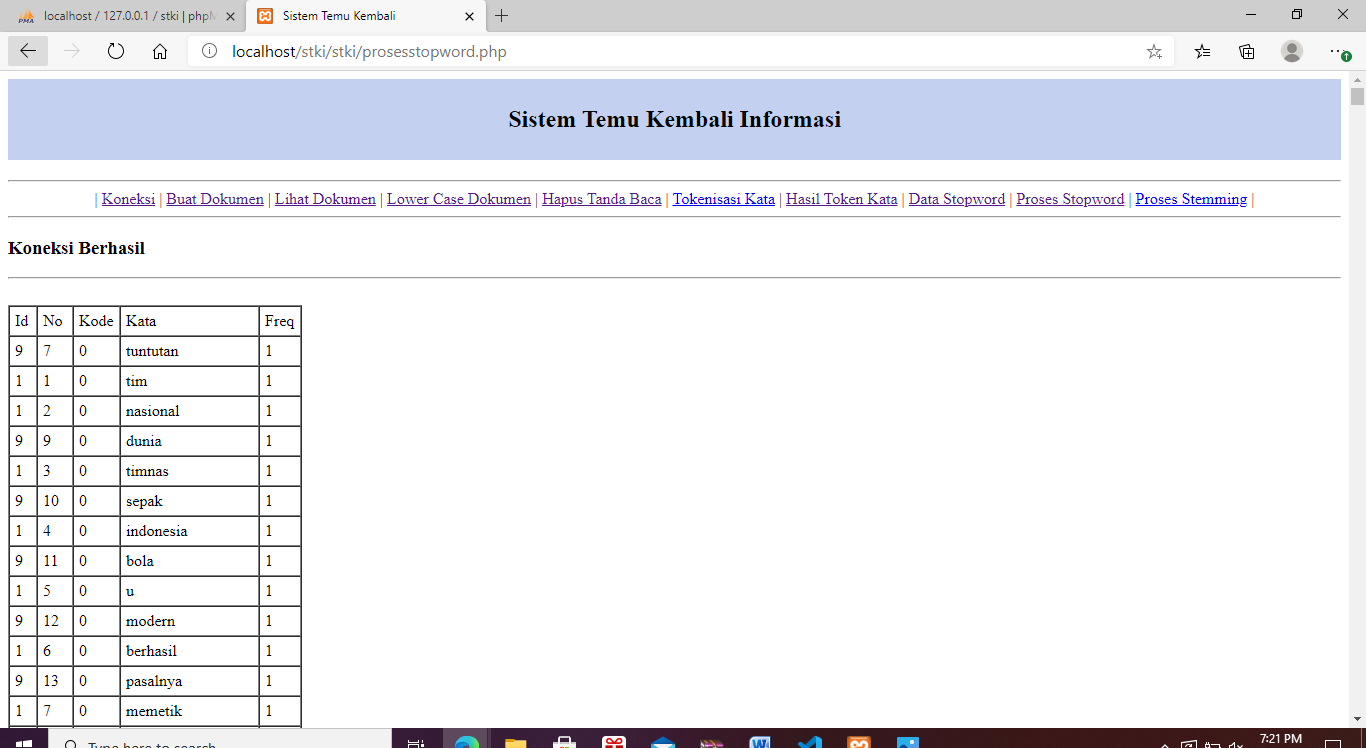 localhost / 127.0.0.1 / stki | phpM
Sistem Temu Kembali
localhost/stki/stki/prosesstopword.php
Sistem Temu Kembali Informasi
| Koneksi | Buat Dokumen | Lihat Dokumen | Lower Case Dokumen | Hapus Tanda Baca | Tokenisasi Kata | Hasil Token Kata | Data Stopword | Proses Stopword | Proses Stemming |
Koneksi Berhasil
Id No Kode Kata Freq
9 7 0 tuntutan 1
1 1 0 tim 1
1 2 0 nasional 1
9 9 0 dunia 1
1 3 0 timnas 1
9 10 0 sepak 1
1 4 0 indonesia 1
9 11 0 bola 1
1 5 0 u 1
9 12 0 modern 1
1 6 0 berhasil 1
9 13 0 pasalnya 1
1 7 0 memetik 1
Type here to search
7:21 PM